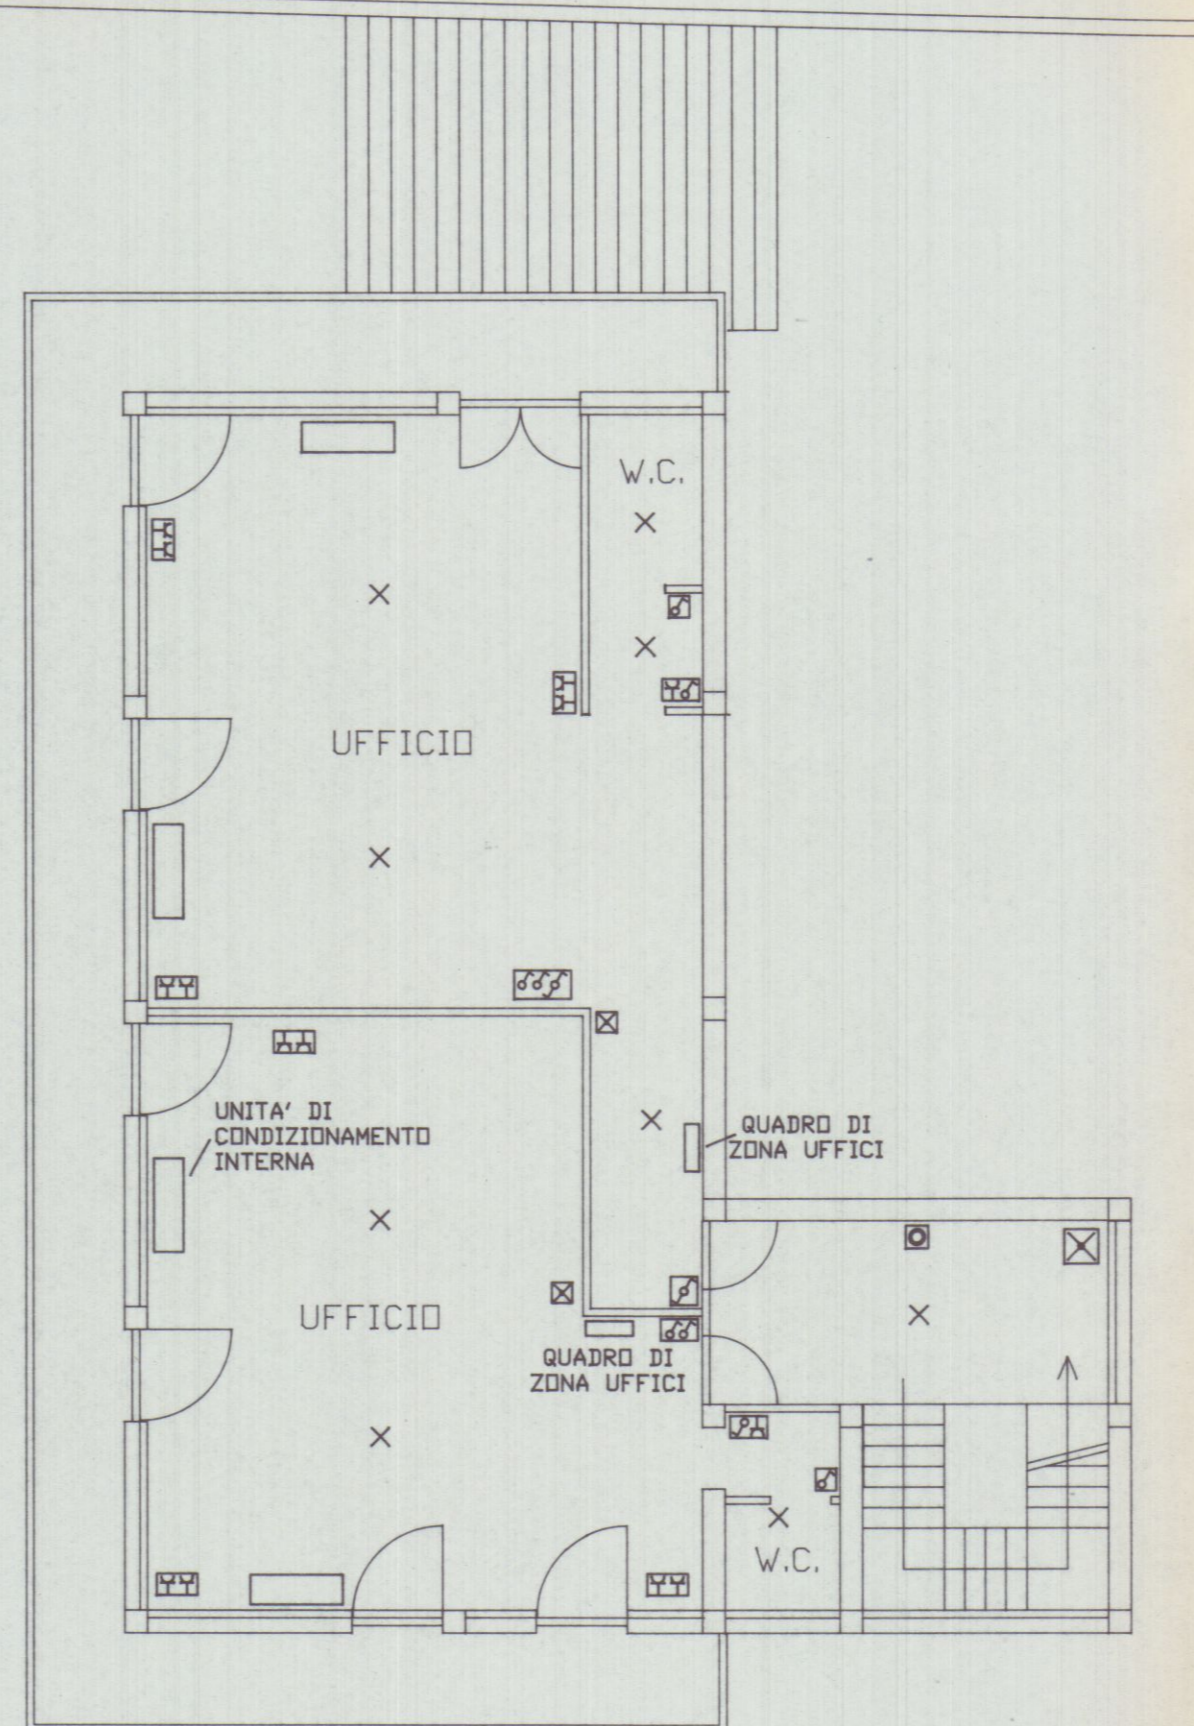 W.C.
UFFICIO
UNITA' DI
CONDIZIONAMENTO
INTERNA
QUADRO DI
ZONA UFFICI
UFFICIO
QUADRO DI
ZONA UFFICI
W.C.